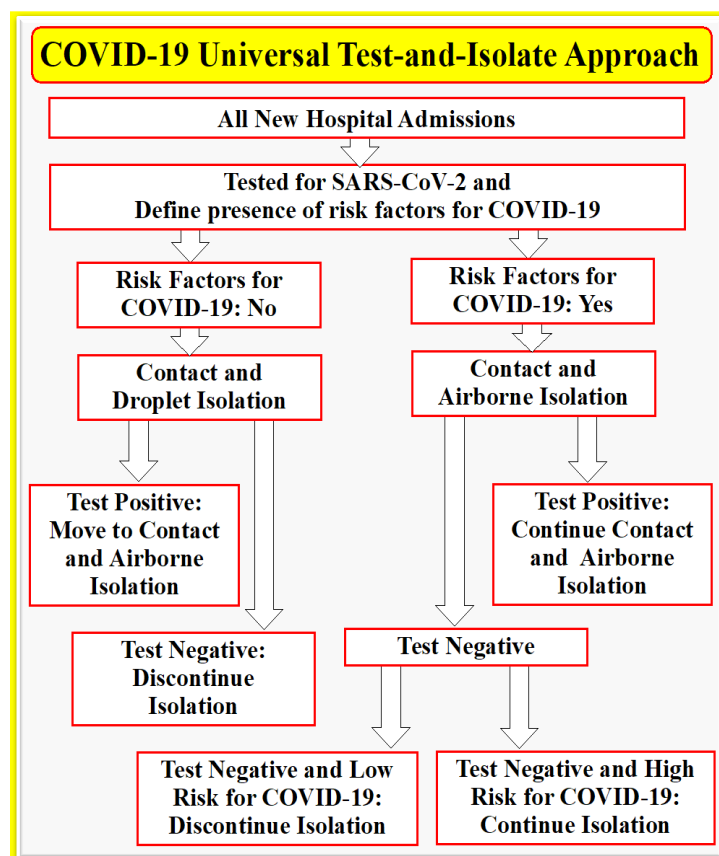 COVID-19 Universal Test-and-Isolate Approach
All New Hospital Admissions
Tested for SARS-CoV-2 and
Define presence of risk factors for COVID-19
Risk Factors for
COVID-19: No
Risk Factors for
COVID-19: Yes
Contact and
Droplet Isolation
Contact and
Airborne Isolation
Test Positive:
Move to Contact
and Airborne
Isolation
Test Positive:
Continue Contact
and Airborne
Isolation
Test Negative:
Discontinue
Isolation
Test Negative
Test Negative and Low
Risk for COVID-19:
Discontinue Isolation
Test Negative and High
Risk for COVID-19:
Continue Isolation